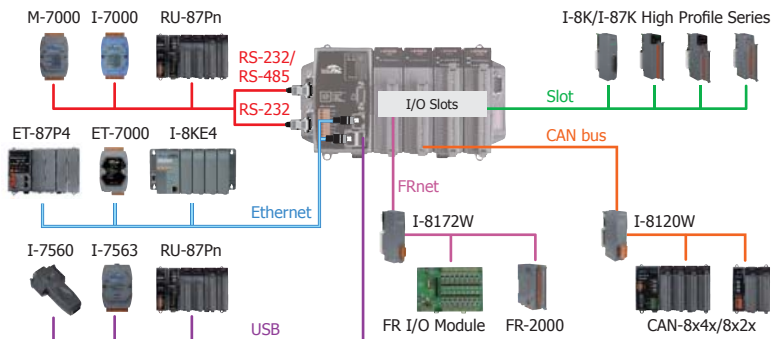 M-7000 I-7000 RU-87Pn
I-8K/I-87K High Profile Series
RS-232/
RS-485
RS-232
I/O Slots
Slot
ET-87P4 ET-7000 I-8KE4
CAN bus
FRnet
Ethernet
I-8172W
I-8120W
I-7560 I-7563 RU-87Pn
USB
FR I/O Module FR-2000
CAN-8x4x/8x2x